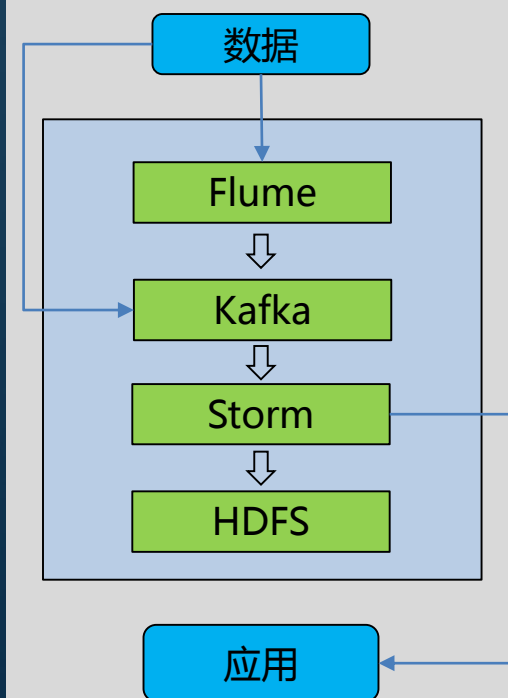 数据
Flume
Kafka
Storm
HDFS
应用